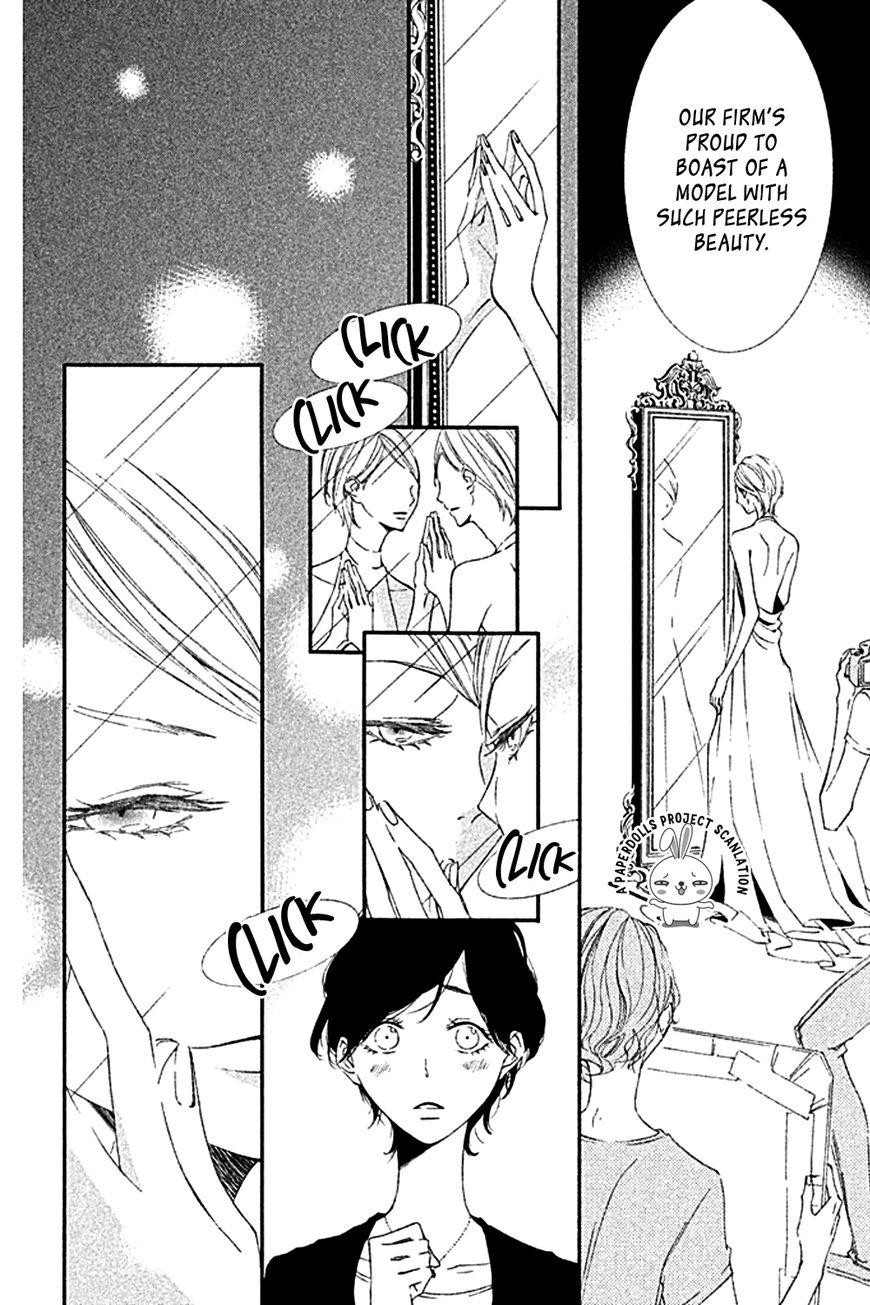 OUR FIRM'S
PROUD TO
BOAST OF A
MODEL WITH
SUCH PEERLESS
BEAUTY.
CLICK
CLICK
CLICK
CLICK
A PAPERDOLLS PROJECT SCANLATION